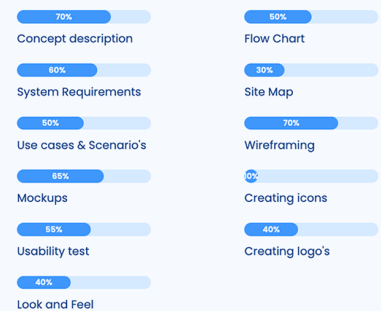 70%
Concept description
60%
System Requirements
50%
Use cases & Scenario's
65%
Mockups
55%
Usability test
40%
Look and Feel
50%
Flow Chart
30%
Site Map
70%
Wireframing
Creating icons
40%
Creating logo's